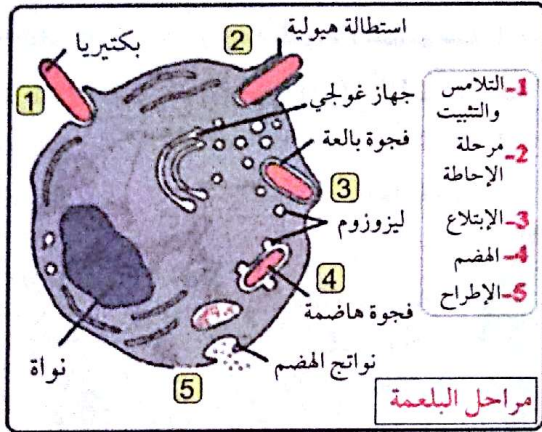 استطالة هيولية
بكتيريا
2
1
جهاز غولجي
فجوة بالعة
3
ليزوزوم
4
فجوة هاضمة
نواتج الهضم
نواة
5
1- التلامس
والتثبيت
2- مرحلة
الإحاطة
3- الإبتلاع
4- الهضم
5- الإطراح
مراحل البلعمة